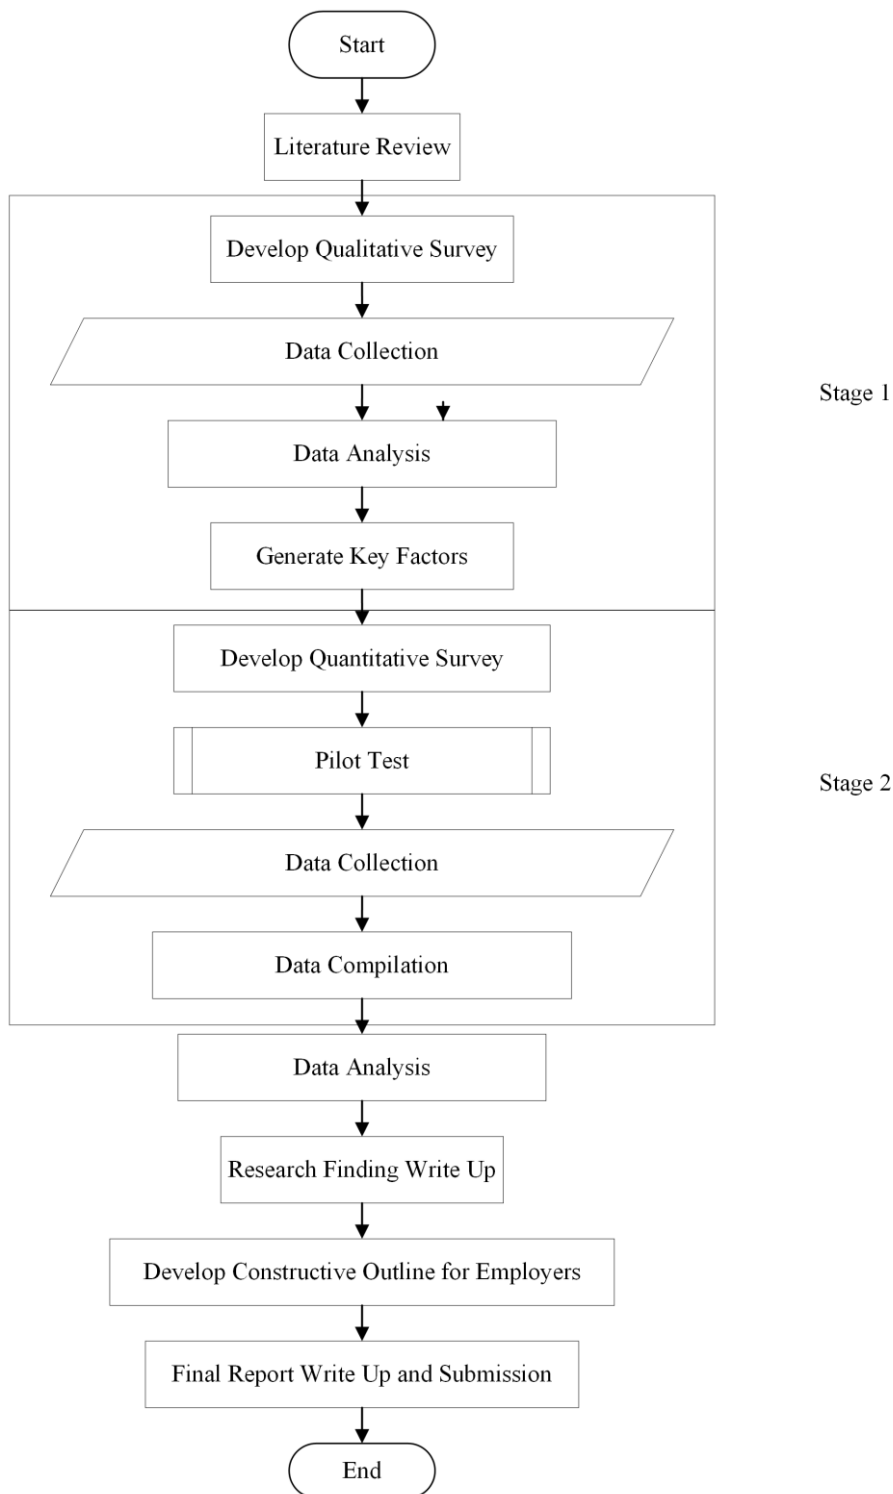 Start
Literature Review
Develop Qualitative Survey
Data Collection
Stage 1
Data Analysis
Generate Key Factors
Develop Quantitative Survey
Pilot Test
Stage 2
Data Collection
Data Compilation
Data Analysis
Research Finding Write Up
Develop Constructive Outline for Employers
Final Report Write Up and Submission
End